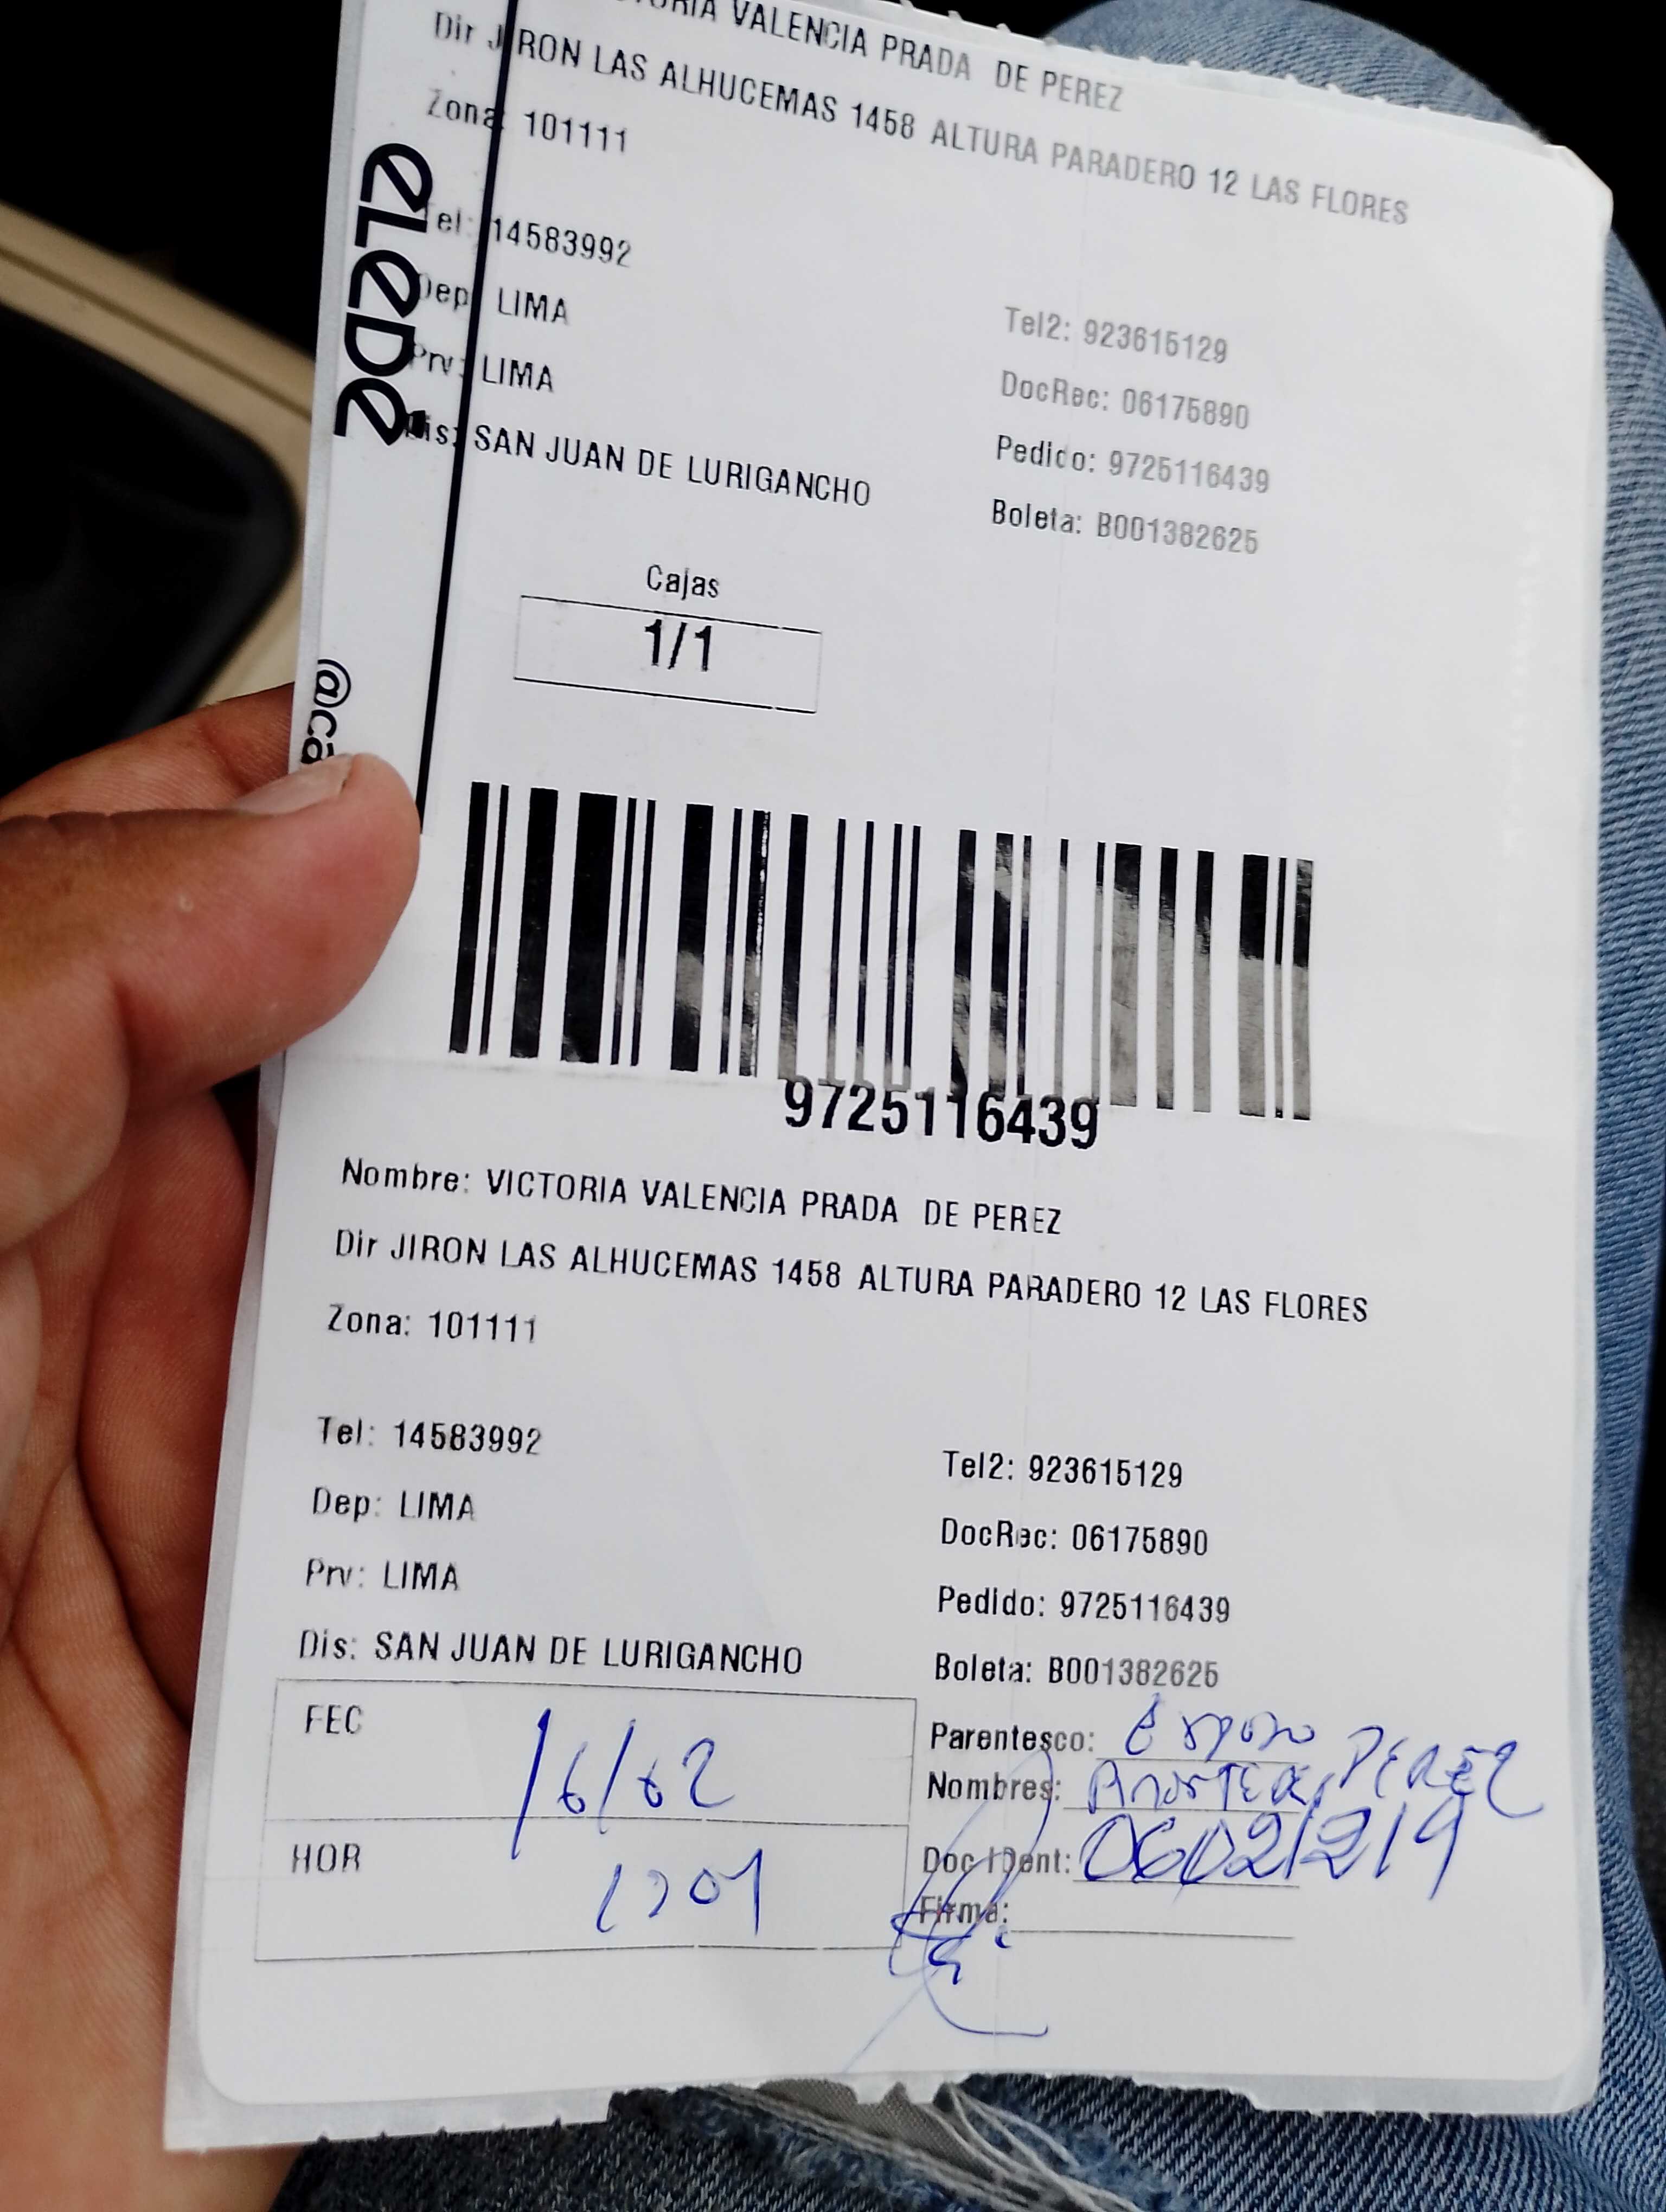 VALENCIA PRADA DE PEREZ
Dir JIRON LAS ALHUCEMAS 1458 ALTURA PARADERO 12 LAS FLORES
Zona: 101111
Tel: 14583992
Dep: LIMA
Tel2: 923615129
Prv: LIMA
DocRec: 06175890
Dis: SAN JUAN DE LURIGANCHO
Pedido: 9725116439
Boleta: B001382625
eLeDé
@ca
Cajas
1/1
9725116439
Nombre: VICTORIA VALENCIA PRADA DE PEREZ
Dir JIRON LAS ALHUCEMAS 1458 ALTURA PARADERO 12 LAS FLORES
Zona: 101111
Tel: 14583992
Tel2: 923615129
Dep: LIMA
DocRec: 06175890
Prv: LIMA
Pedido: 9725116439
Dis: SAN JUAN DE LURIGANCHO
Boleta: B001382625
FEC
Parentesco: Esposo
Nombres: PEREZ
HOR
Doc IDent:
Firma: